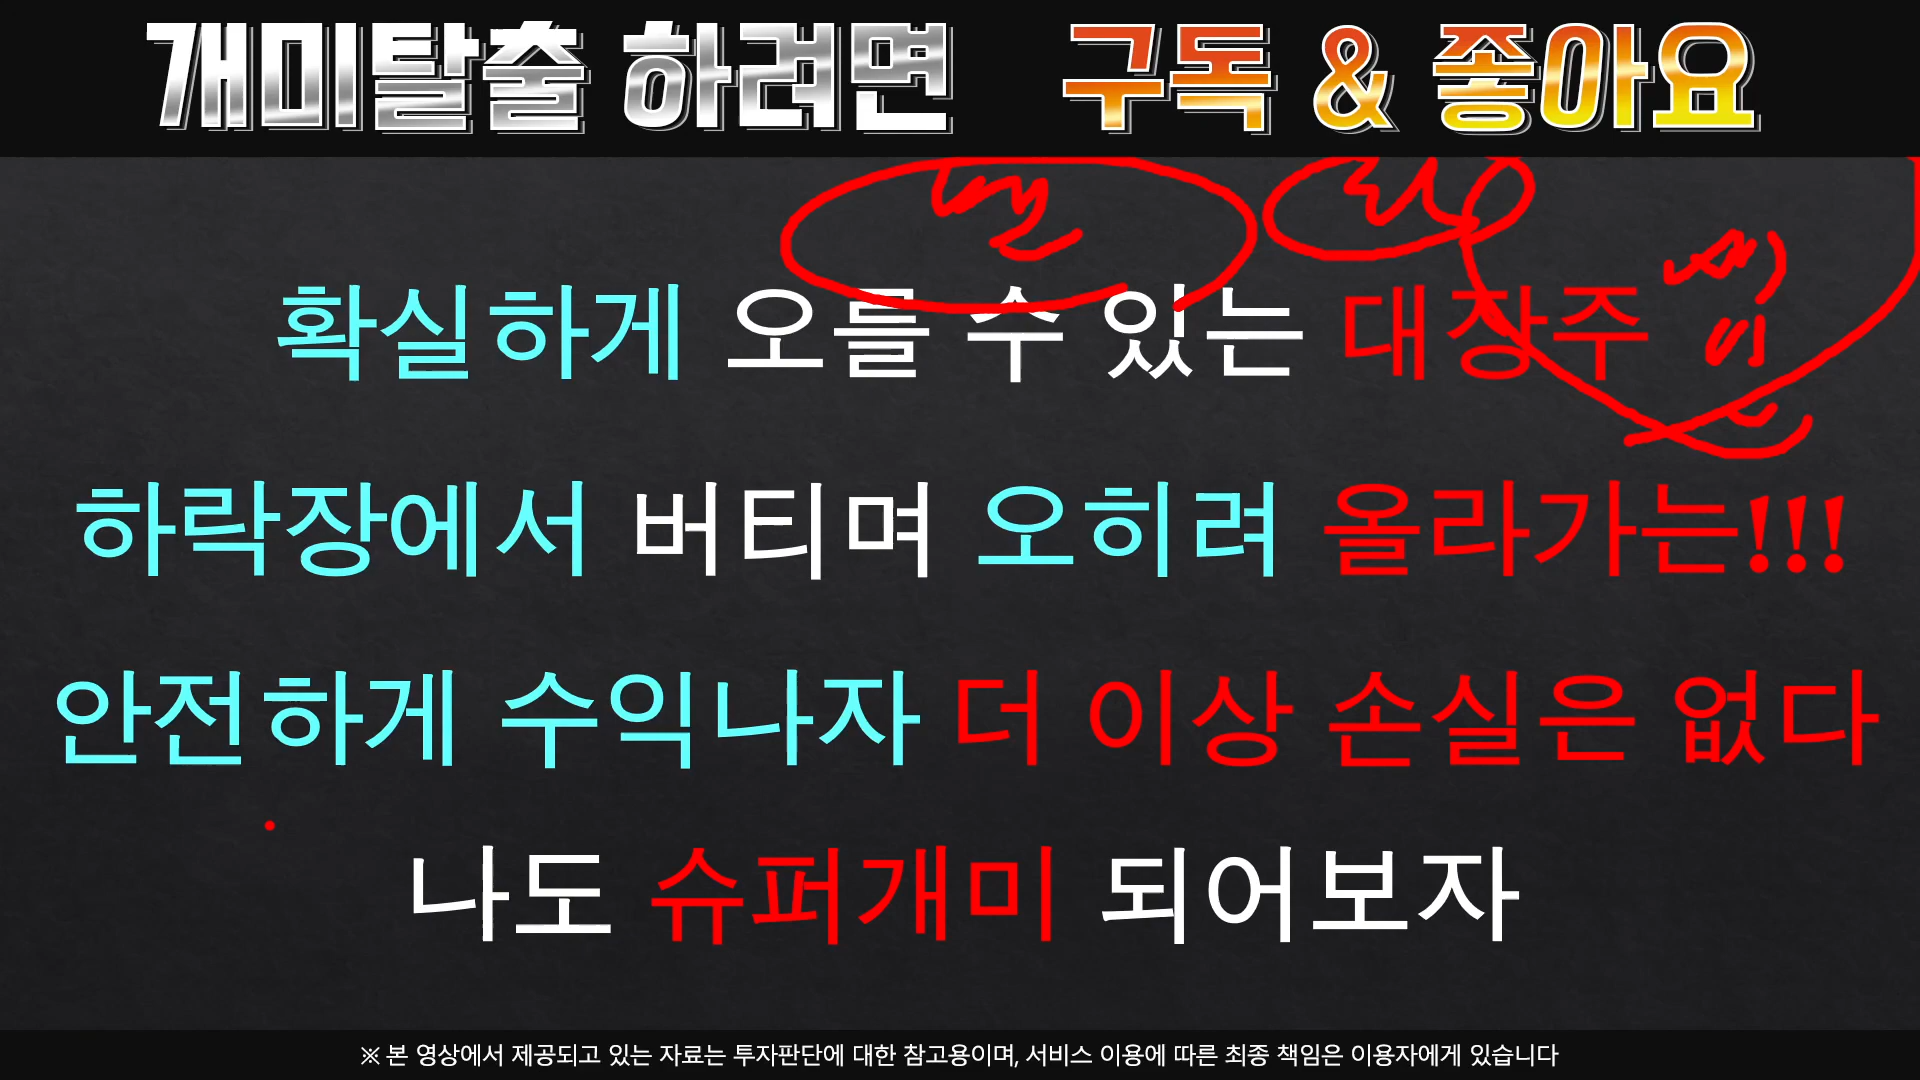 개미탈출 하려면 구독 & 좋아요
확실하게 오를 수 있는 대장주
하락장에서 버티며 오히려 올라가는!!!
안전하게 수익나자 더 이상 손실은 없다
나도 슈퍼개미 되어보자
※ 본 영상에서 제공되고 있는 자료는 투자판단에 대한 참고용이며, 서비스 이용에 따른 최종 책임은 이용자에게 있습니다